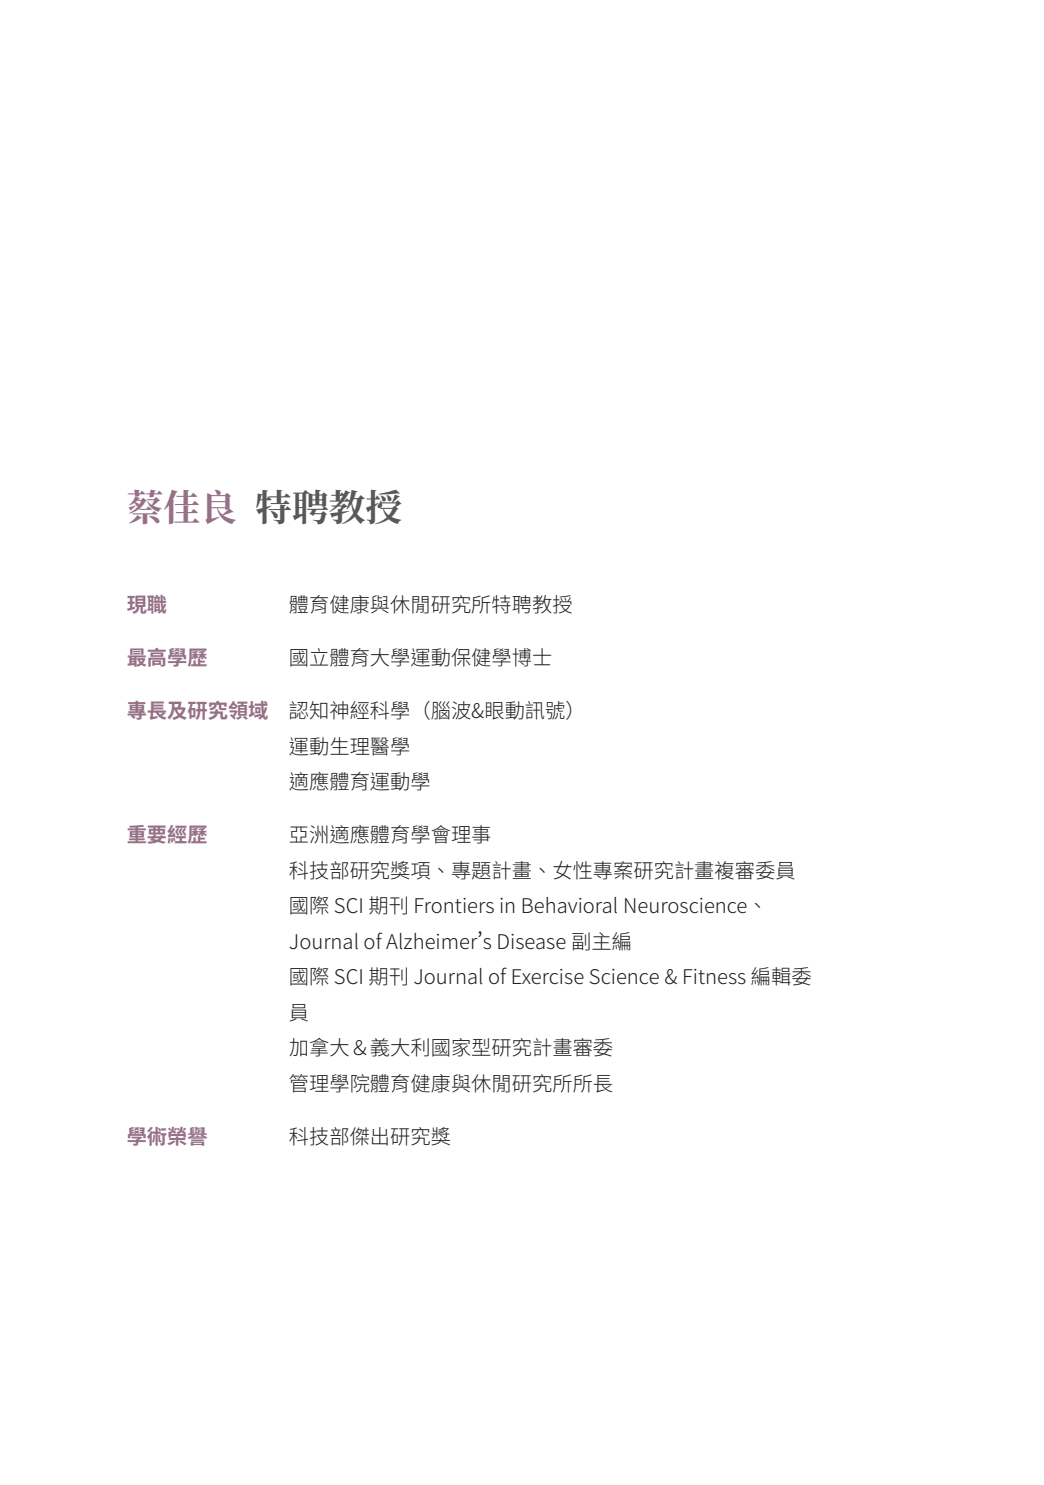 蔡佳良 特聘教授
現職 體育健康與休閒研究所特聘教授
最高學歷 國立體育大學運動保健學博士
專長及研究領域 認知神經科學（腦波&眼動訊號）
運動生理醫學
適應體育運動學
重要經歷 亞洲適應體育學會理事
科技部研究獎項、專題計畫、女性專案研究計畫複審委員
國際 SCI 期刊 Frontiers in Behavioral Neuroscience、
Journal of Alzheimer’s Disease 副主編
國際 SCI 期刊 Journal of Exercise Science & Fitness 編輯委
員
加拿大＆義大利國家型研究計畫審委
管理學院體育健康與休閒研究所所長
學術榮譽 科技部傑出研究獎